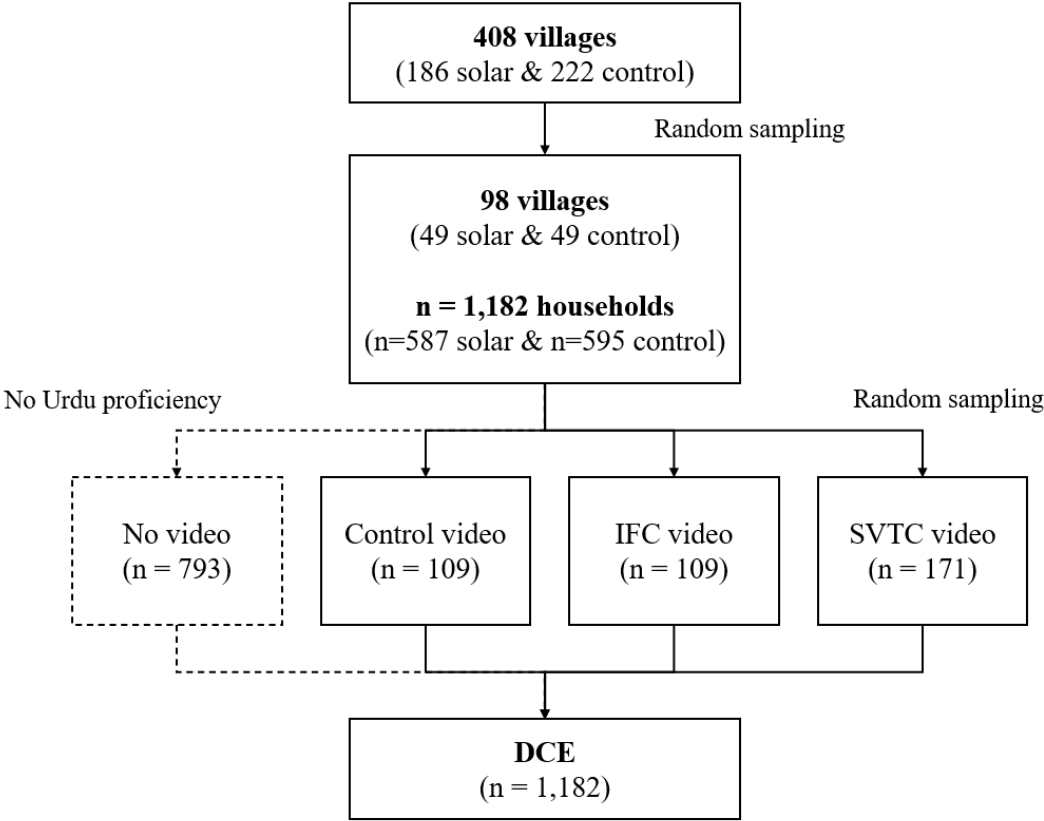 408 villages
(186 solar & 222 control)
Random sampling
98 villages
(49 solar & 49 control)
n = 1,182 households
(n=587 solar & n=595 control)
No Urdu proficiency
Random sampling
No video
(n = 793)
Control video
(n = 109)
IFC video
(n = 109)
SVTC video
(n = 171)
DCE
(n = 1,182)